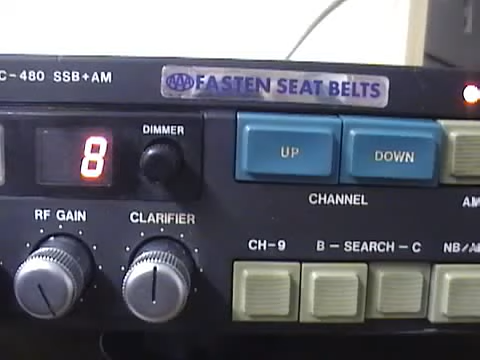 C-480 SSB+AM
AAA FASTEN SEAT BELTS
8
DIMMER
UP
DOWN
CHANNEL
RF GAIN
CLARIFIER
CH-9
B - SEARCH - C